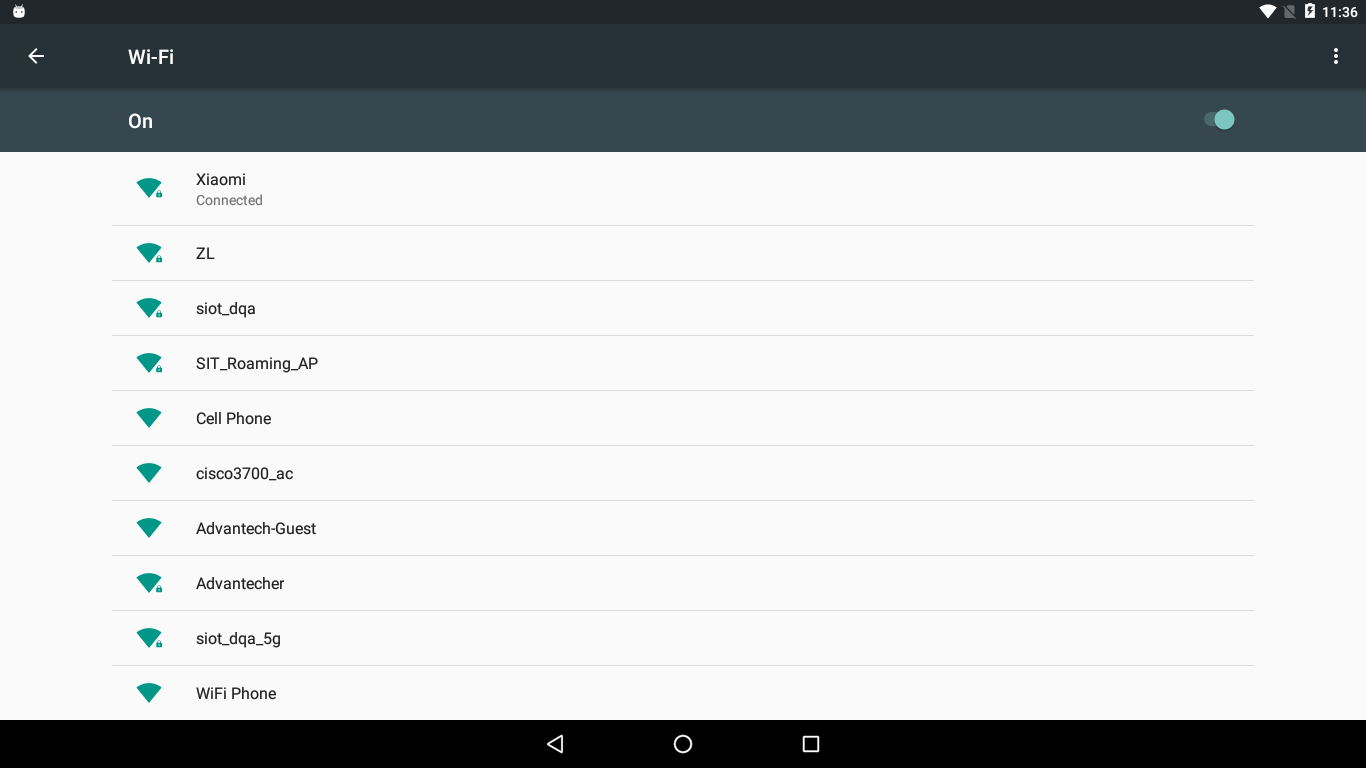 11:36
Wi-Fi
On
Xiaomi
Connected
ZL
siot_dqa
SIT_Roaming_AP
Cell Phone
cisco3700_ac
Advantech-Guest
Advantecher
siot_dqa_5g
WiFi Phone